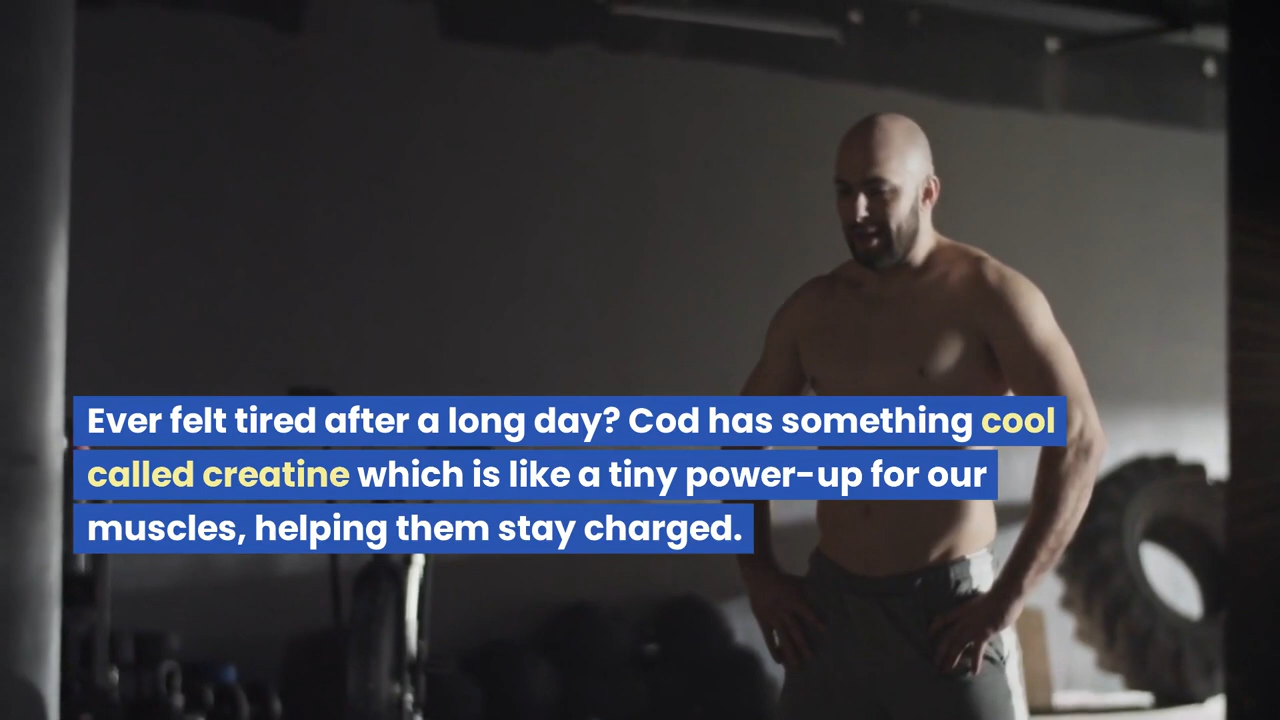 Ever felt tired after a long day? Cod has something cool
called creatine which is like a tiny power-up for our
muscles, helping them stay charged.